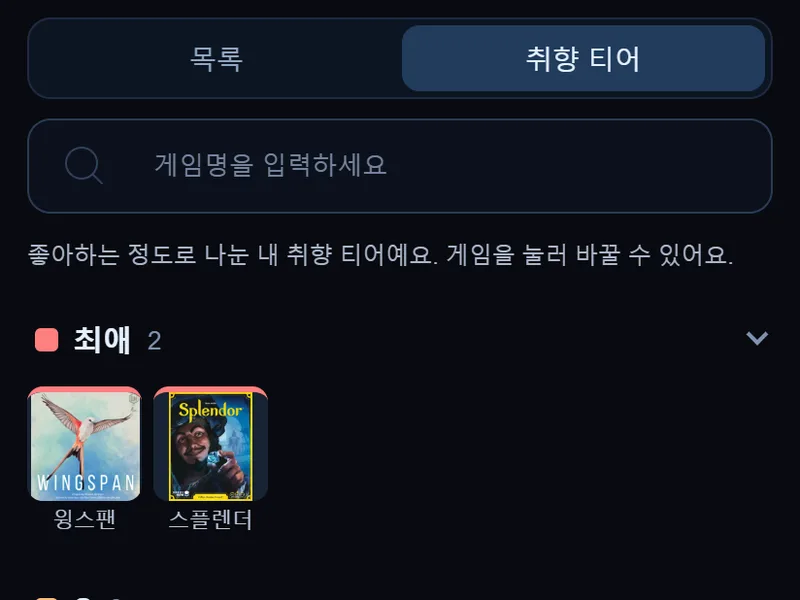 목록
취향 티어
게임명을 입력하세요
좋아하는 정도로 나눈 내 취향 티어예요. 게임을 눌러 바꿀 수 있어요.
최애 2
WINGSPAN
Splendor
윙스팬
스플렌더